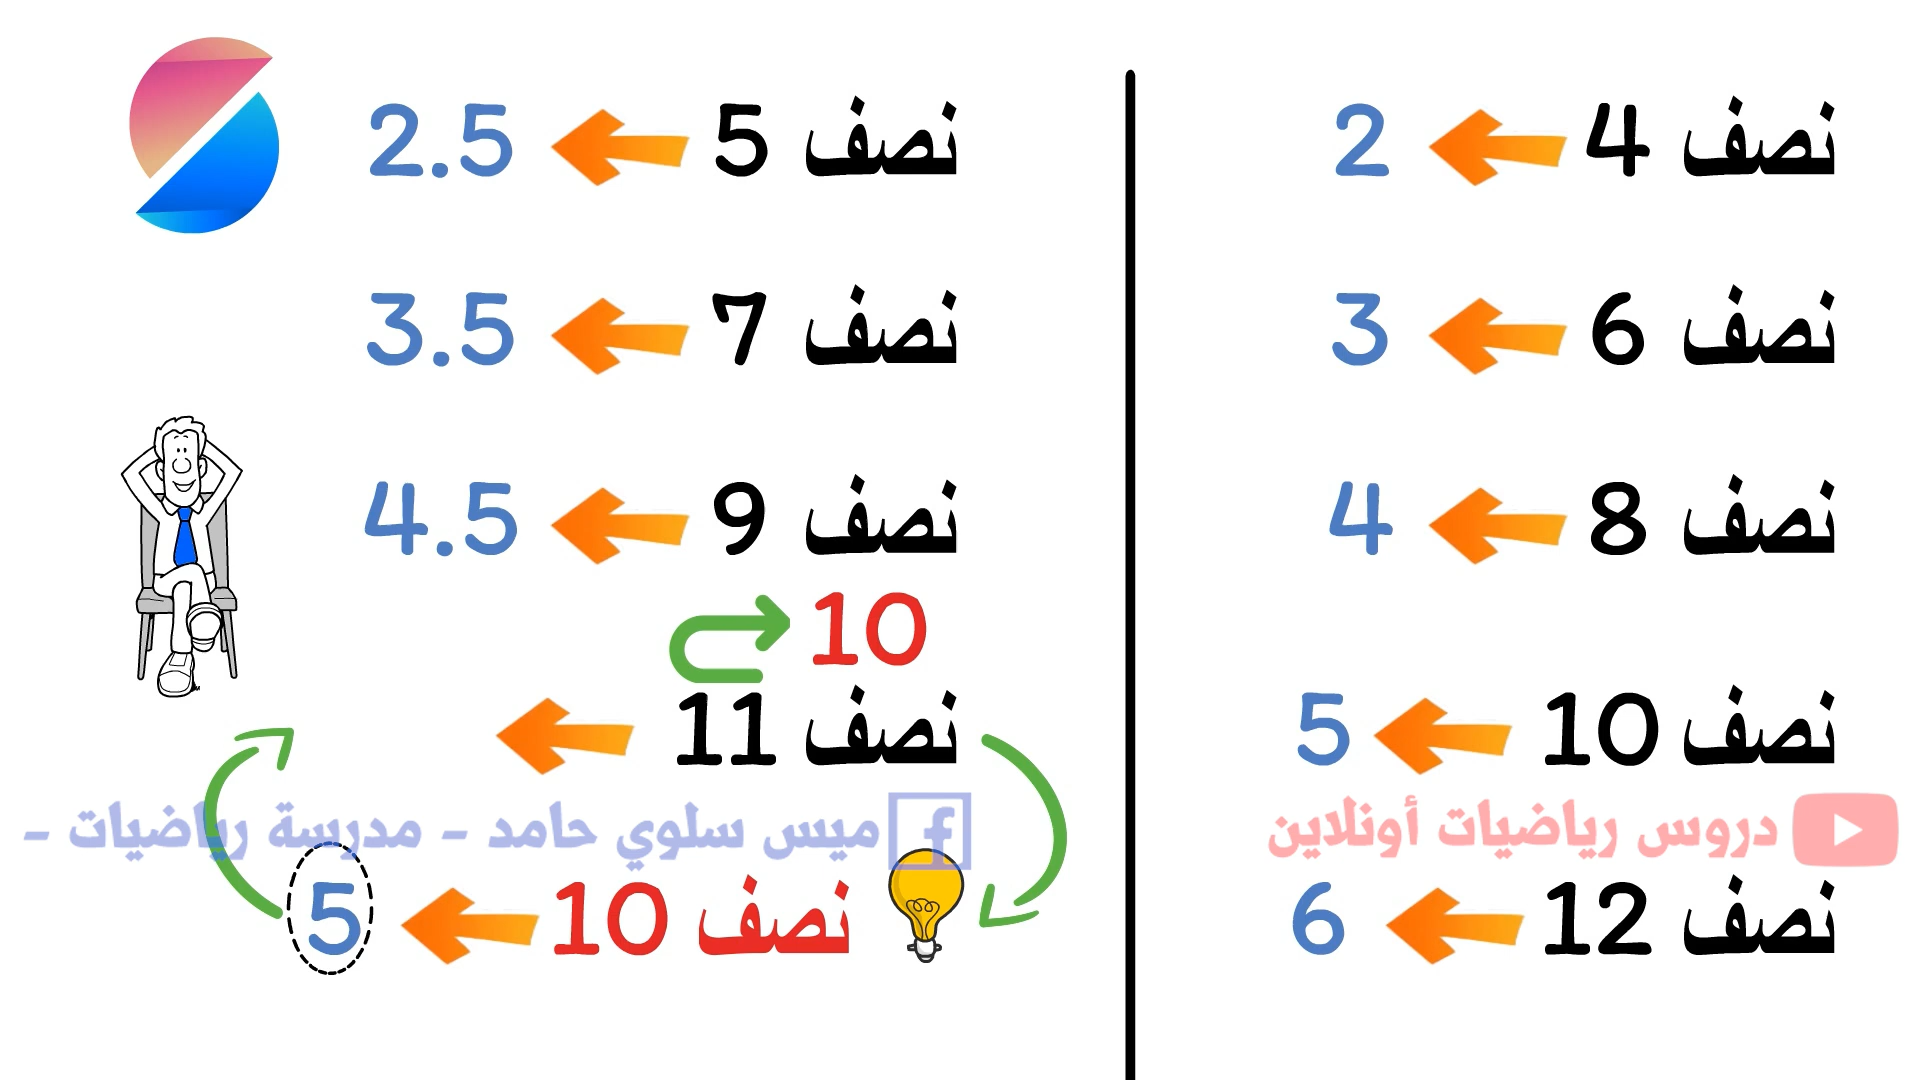 نصف 4 2
نصف 6 3
نصف 8 4
نصف 10 5
دروس رياضيات أونلاين
نصف 12 6
نصف 5 2.5
نصف 7 3.5
نصف 9 4.5
10
نصف 11
ميس سلوي حامد - مدرسة رياضيات -
نصف 10 5